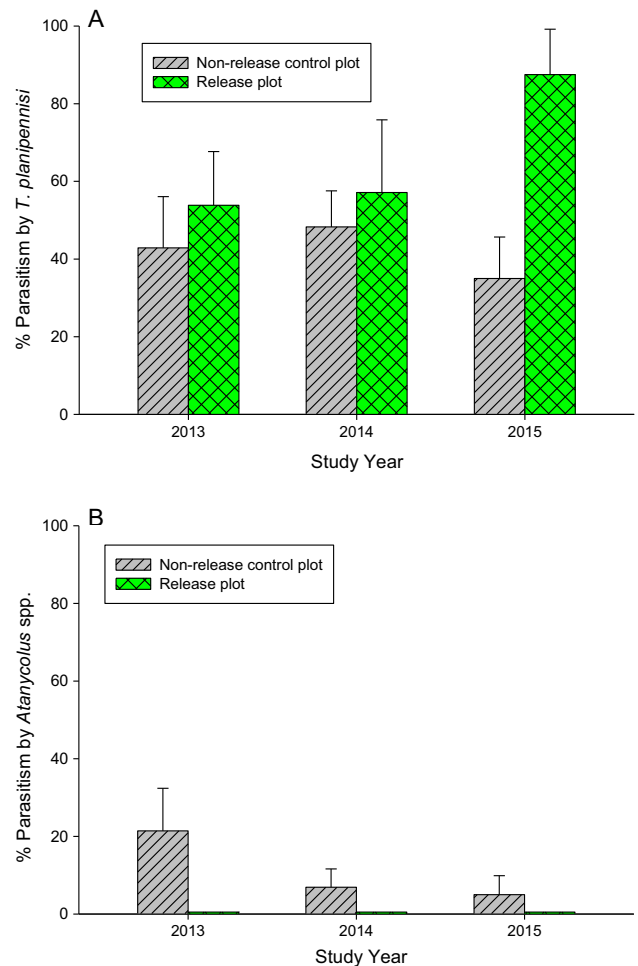 A
100
80
60
40
20
0
% Parasitism by T. planipennisi
Non-release control plot
Release plot
2013 2014 2015
Study Year
B
100
80
60
40
20
0
% Parasitism by Atanycolus spp.
Non-release control plot
Release plot
2013 2014 2015
Study Year